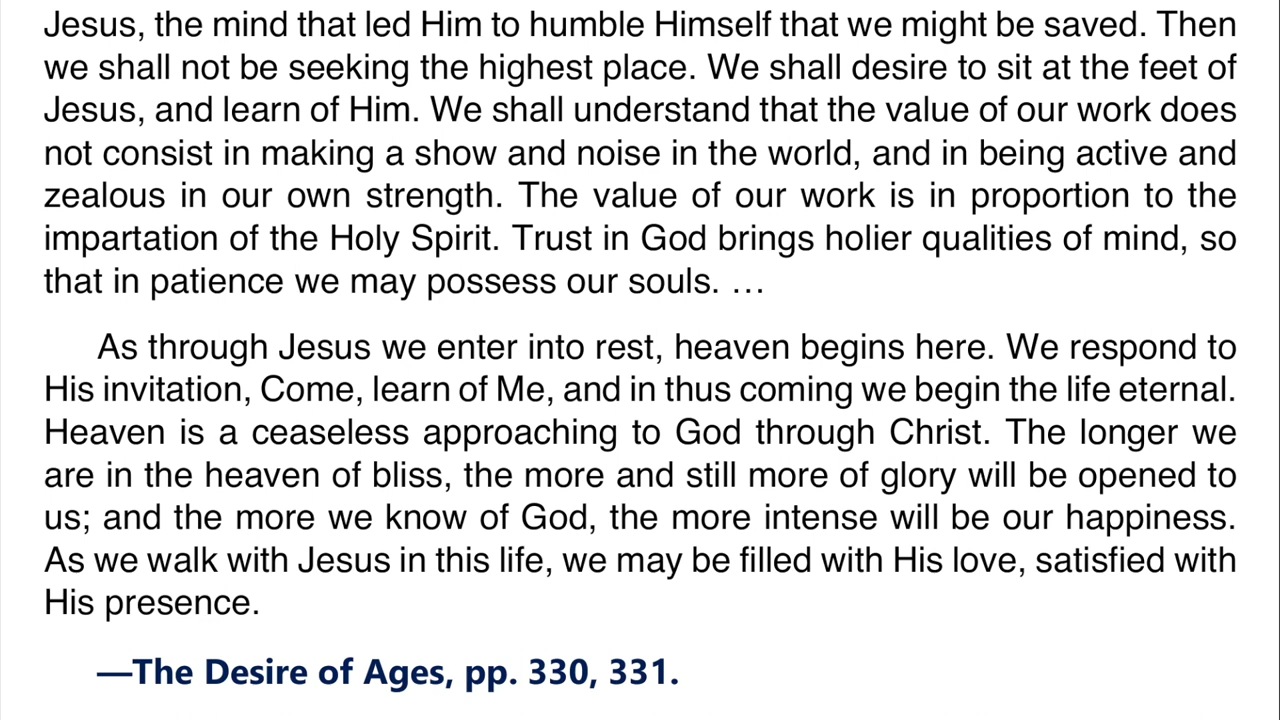 Jesus, the mind that led Him to humble Himself that we might be saved. Then
we shall not be seeking the highest place. We shall desire to sit at the feet of
Jesus, and learn of Him. We shall understand that the value of our work does
not consist in making a show and noise in the world, and in being active and
zealous in our own strength. The value of our work is in proportion to the
impartation of the Holy Spirit. Trust in God brings holier qualities of mind, so
that in patience we may possess our souls. …
As through Jesus we enter into rest, heaven begins here. We respond to
His invitation, Come, learn of Me, and in thus coming we begin the life eternal.
Heaven is a ceaseless approaching to God through Christ. The longer we
are in the heaven of bliss, the more and still more of glory will be opened to
us; and the more we know of God, the more intense will be our happiness.
As we walk with Jesus in this life, we may be filled with His love, satisfied with
His presence.
—The Desire of Ages, pp. 330, 331.